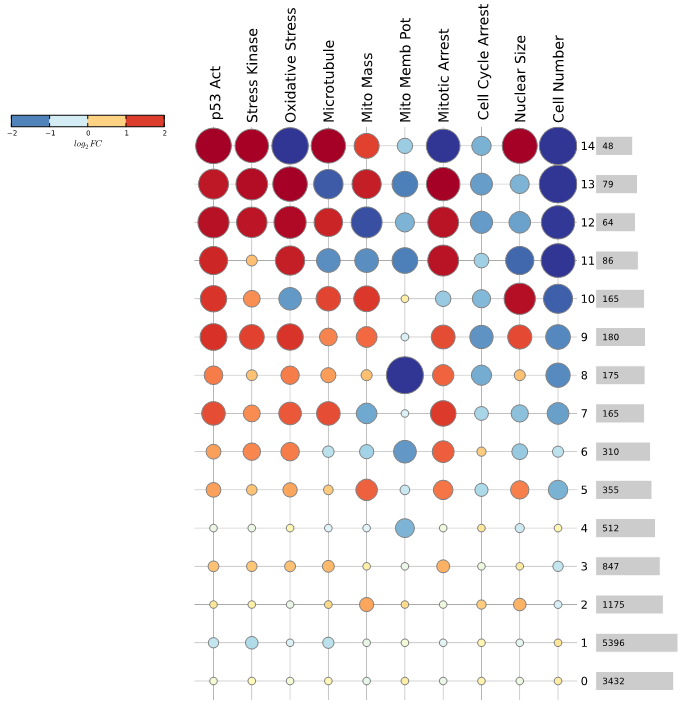 p53 Act
Stress Kinase
Oxidative Stress
Microtubule
Mito Mass
Mito Memb Pot
Mitotic Arrest
Cell Cycle Arrest
Nuclear Size
Cell Number
−2 −1 0 1 2
log2FC
14 48
13 79
12 64
11 86
10 165
9 180
8 175
7 165
6 310
5 355
4 512
3 847
2 1175
1 5396
0 3432